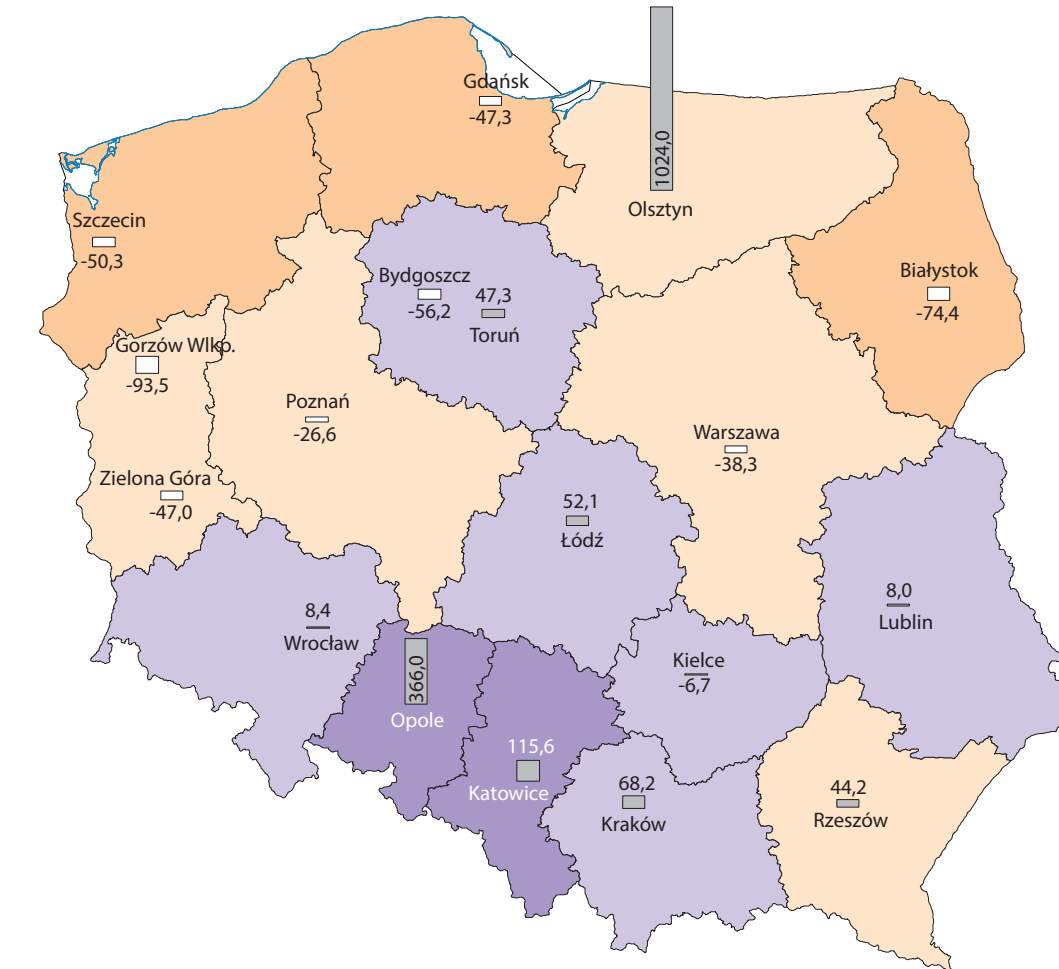 Gdańsk
-47,3
1024,0
Olsztyn
Szczecin
-50,3
Białystok
-74,4
Bydgoszcz
-56,2
47,3
Toruń
Gorzów Wlkp.
-93,5
Poznań
-26,6
Warszawa
-38,3
Zielona Góra
-47,0
52,1
Łódź
8,4
Wrocław
8,0
Lublin
Kielce
-6,7
366,0
Opole
115,6
Katowice
68,2
Kraków
44,2
Rzeszów